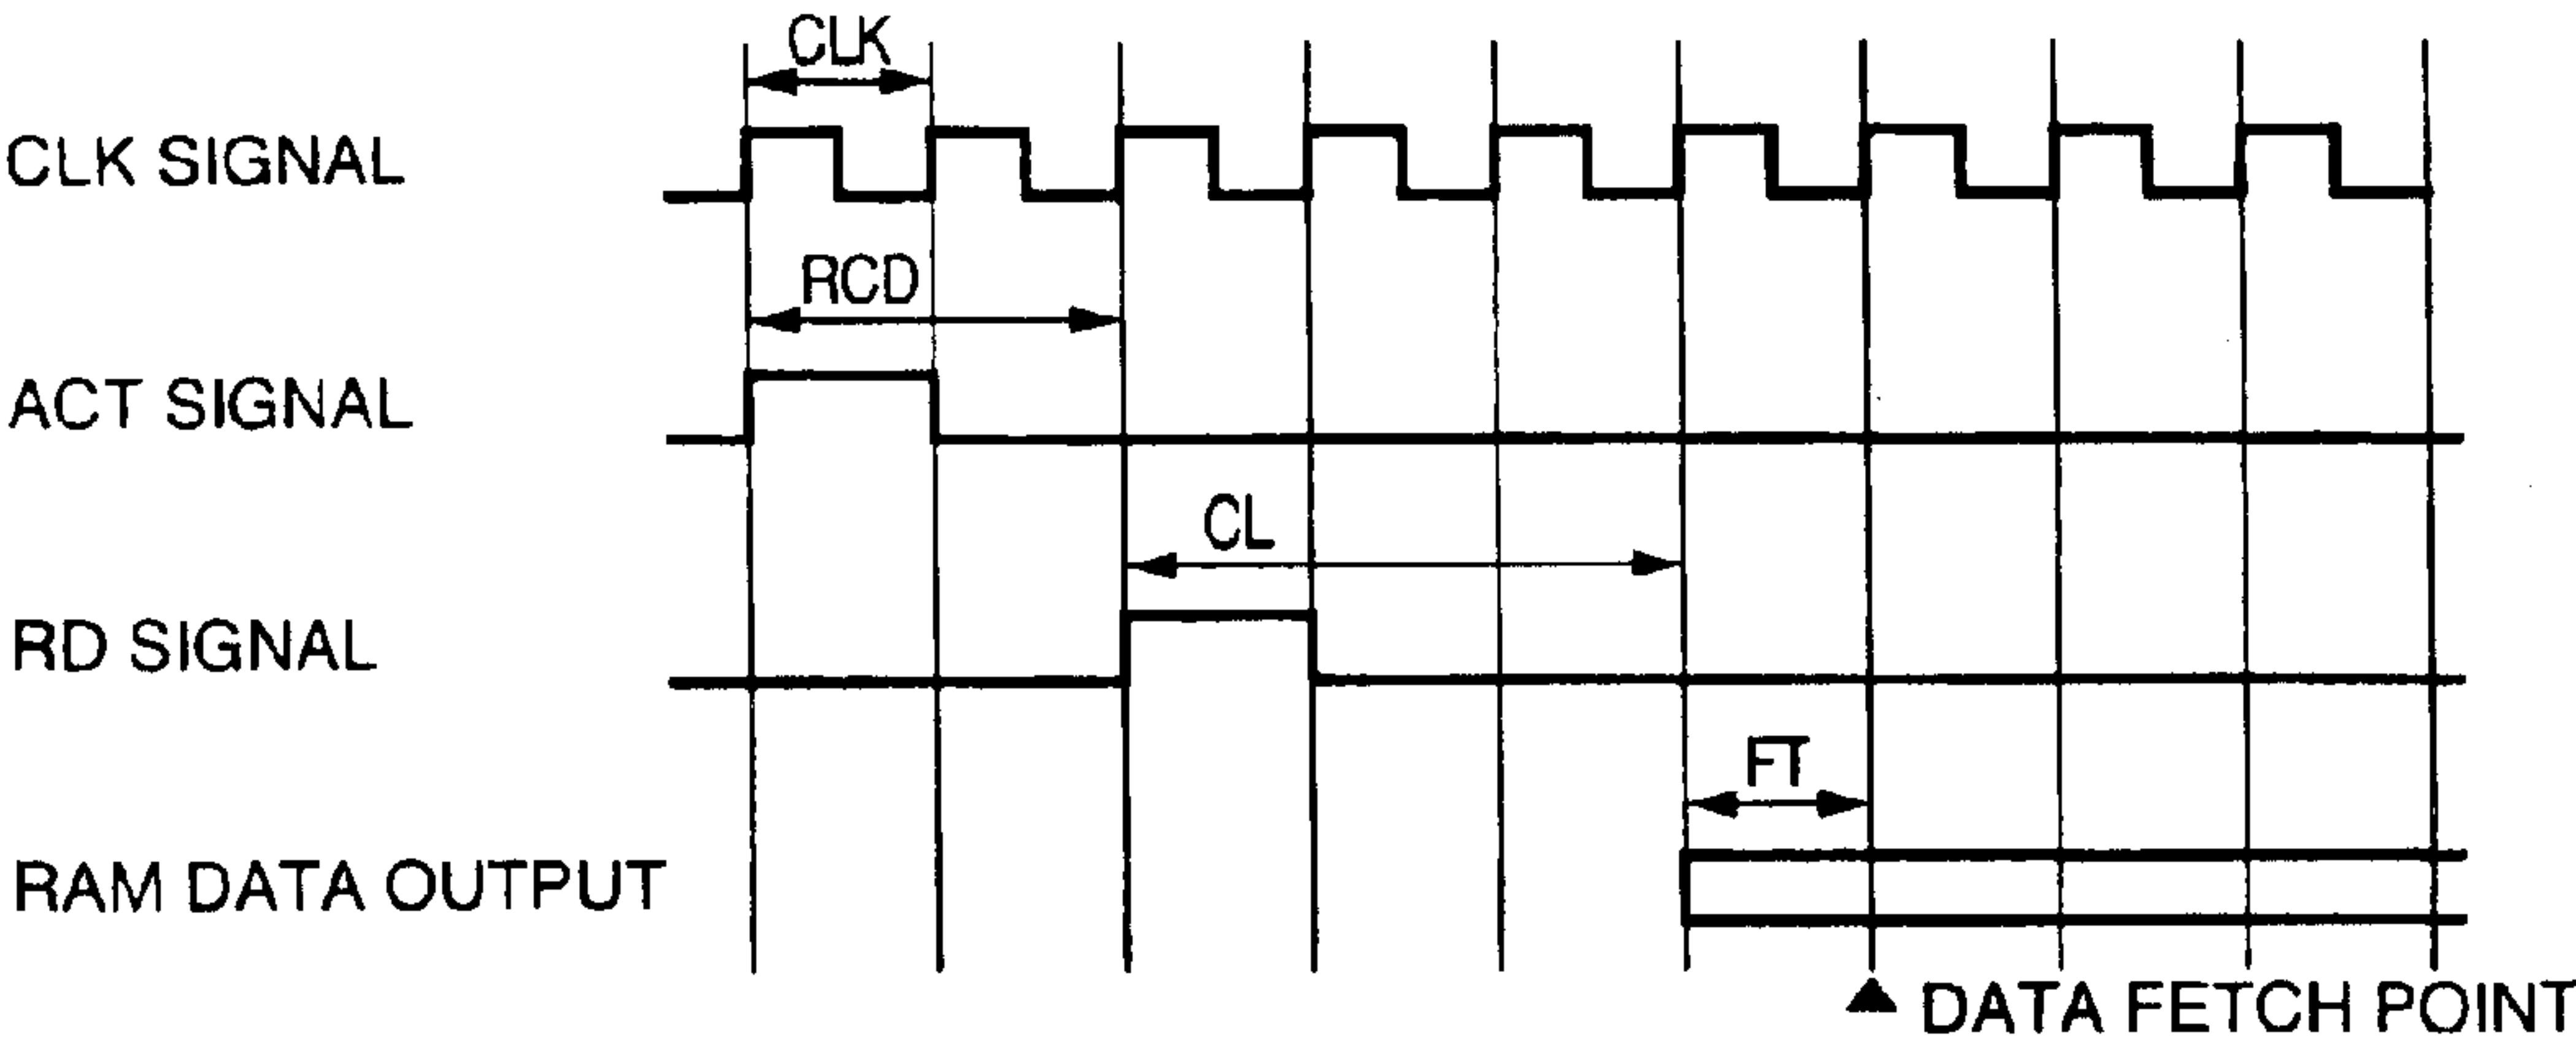 CLK
CLK SIGNAL
RCD
ACT SIGNAL
CL
RD SIGNAL
FT
RAM DATA OUTPUT
DATA FETCH POINT